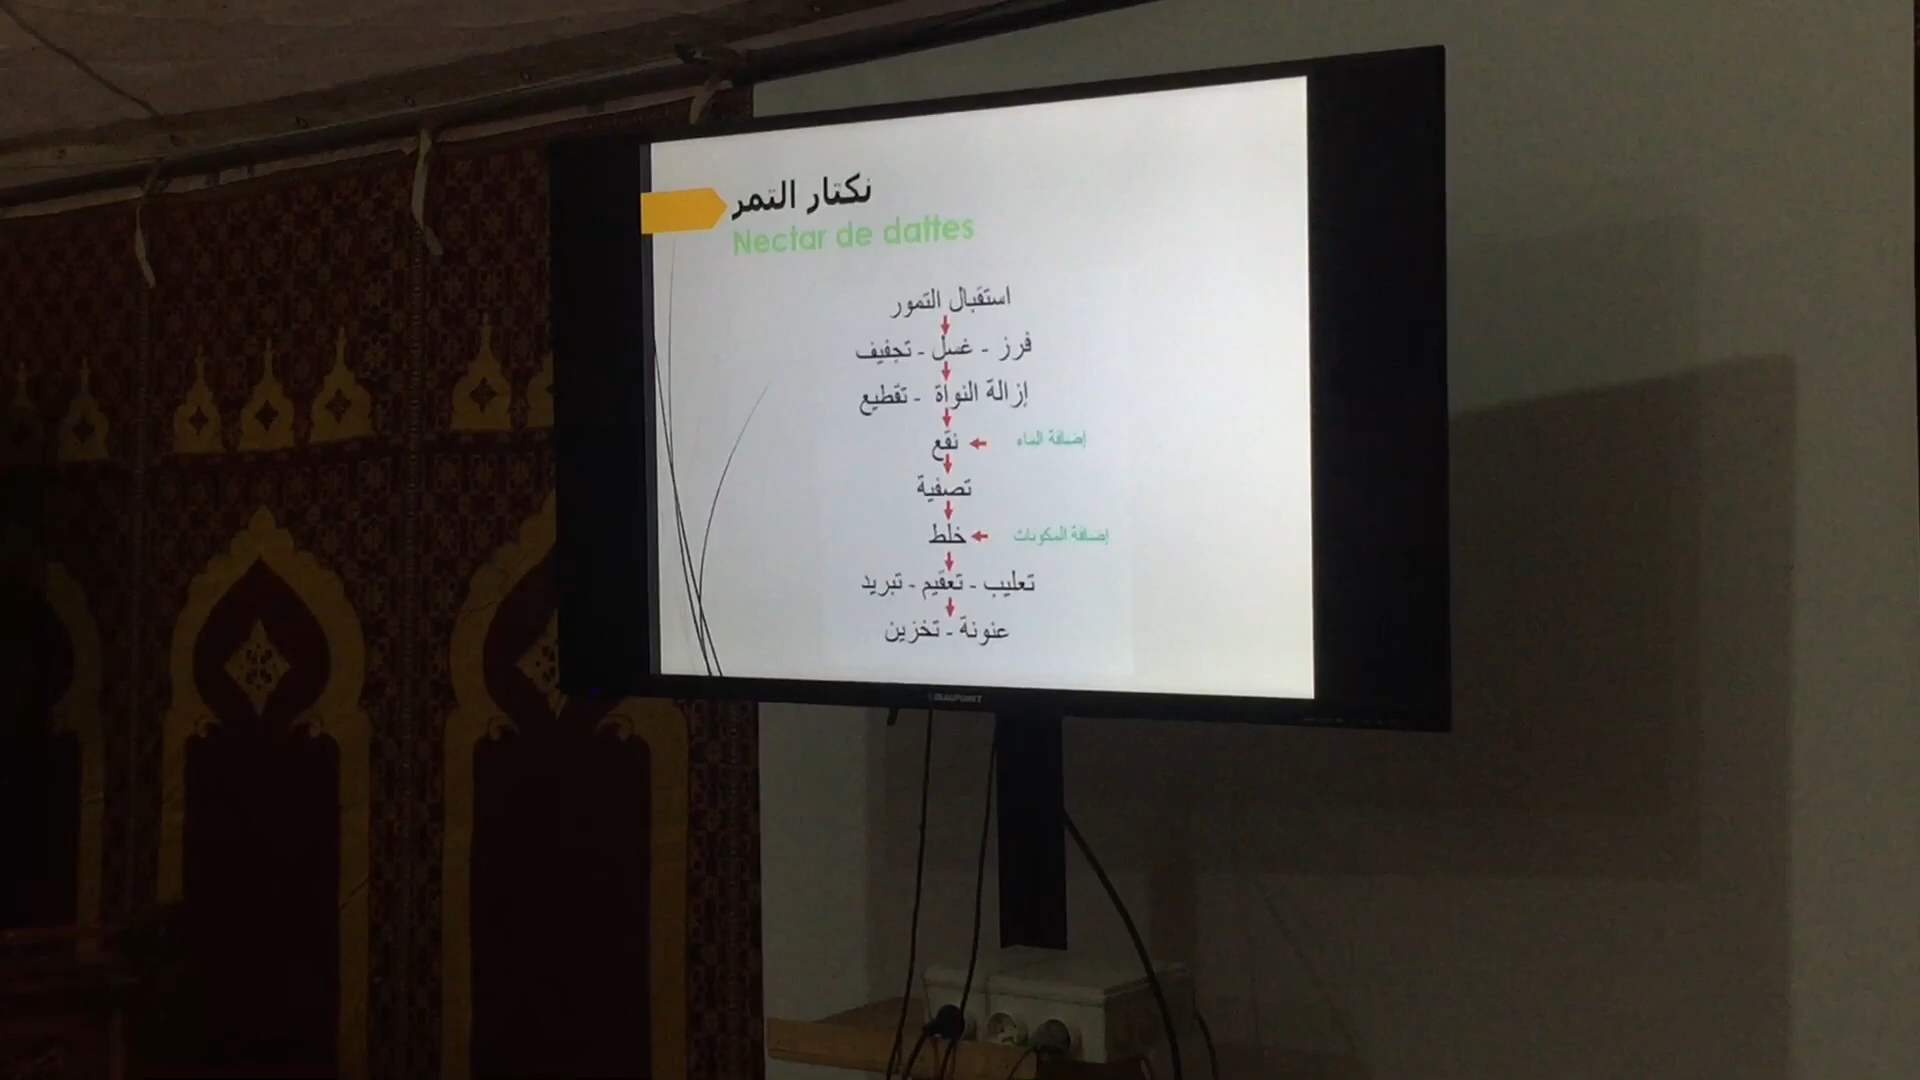 نكتار التمر
Nectar de dattes
استقبال التمور
فرز - غسل - تجفيف
إزالة النواة - تقطيع
نقع
إضافة الماء
تصفية
خلط
إضافة المكونات
تعليب - تعقيم - تبريد
عنونة - تخزين
BLAUPUNKT